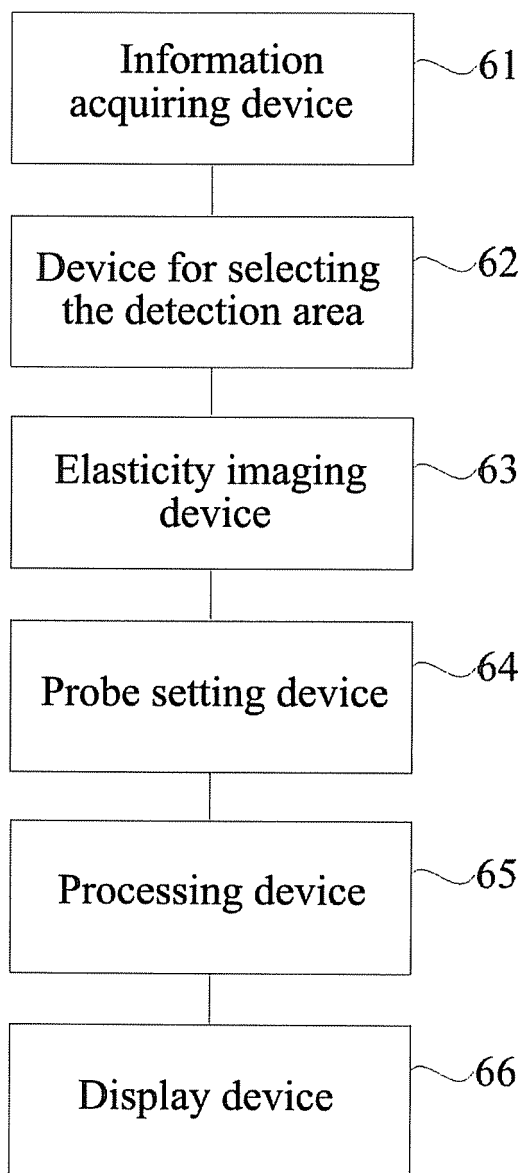 Information
acquiring device
61
Device for selecting
the detection area
62
Elasticity imaging
device
63
Probe setting device
64
Processing device
65
Display device
66